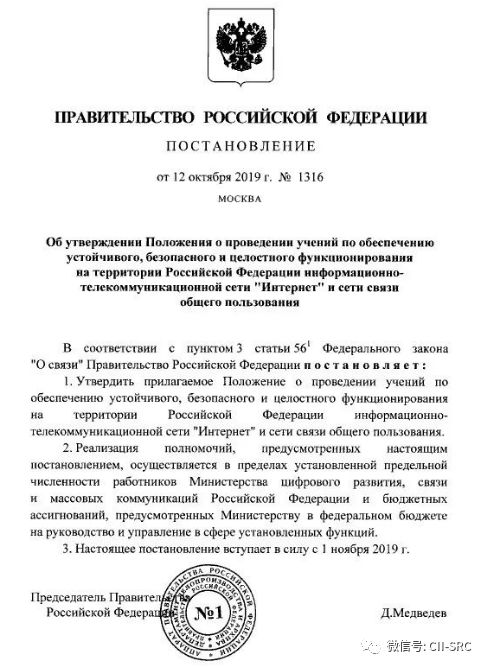 ПРАВИТЕЛЬСТВО РОССИЙСКОЙ ФЕДЕРАЦИИ
ПОСТАНОВЛЕНИЕ
от 12 октября 2019 г. № 1316
МОСКВА
Об утверждении Положения о проведении учений по обеспечению
устойчивого, безопасного и целостного функционирования
на территории Российской Федерации информационно-
телекоммуникационной сети "Интернет" и сети связи
общего пользования
В соответствии с пунктом 3 статьи 56¹ Федерального закона
"О связи" Правительство Российской Федерации постановляет:
1. Утвердить прилагаемое Положение о проведении учений по
обеспечению устойчивого, безопасного и целостного функционирования
на территории Российской Федерации информационно-
телекоммуникационной сети "Интернет" и сети связи общего пользования.
2. Реализация полномочий, предусмотренных настоящим
постановлением, осуществляется в пределах установленной предельной
численности работников Министерства цифрового развития, связи
и массовых коммуникаций Российской Федерации и бюджетных
ассигнований, предусмотренных Министерству в федеральном бюджете
на руководство и управление в сфере установленных функций.
3. Настоящее постановление вступает в силу с 1 ноября 2019 г.
Председатель Правительства
Российской Федерации
Д.Медведев
АППАРАТ ПРАВИТЕЛЬСТВА РОССИЙСКОЙ ФЕДЕРАЦИИ
№1
微信号: CII-SRC